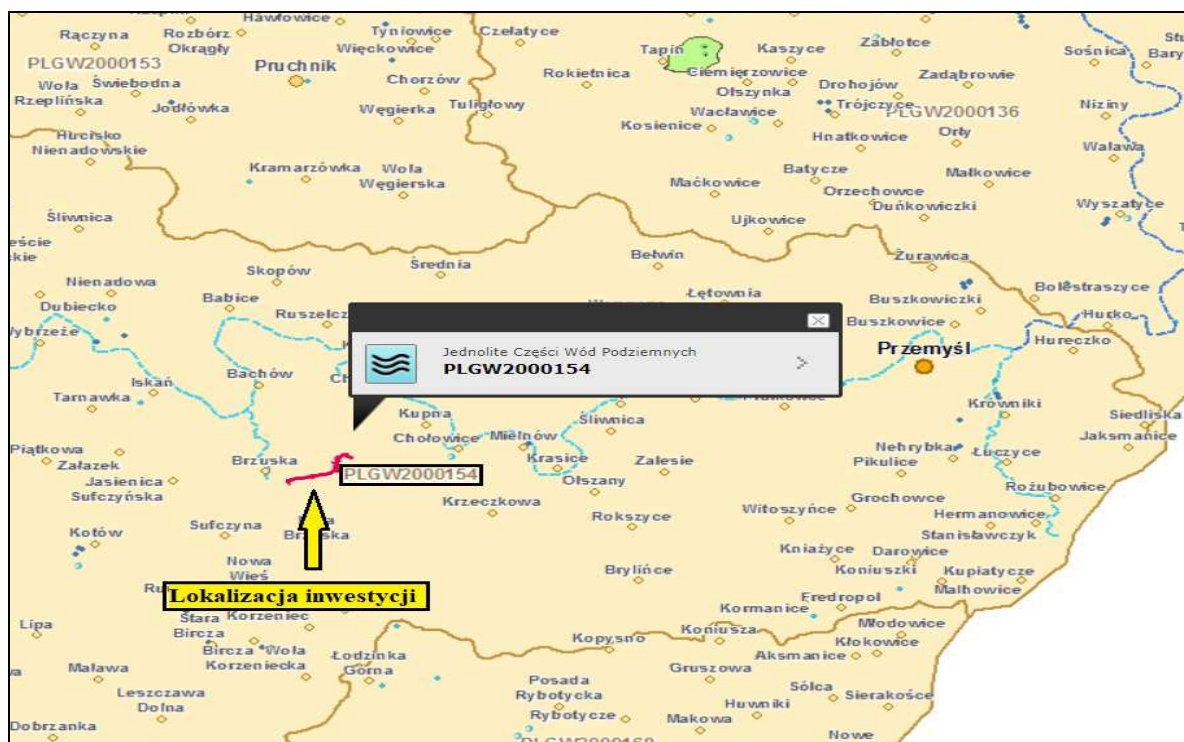 Hawłowice
Rączyna
Rozbórz
Okrągły
Tyniowice
Więckowice
Czelatyce
PLGW2000153
Pruchnik
Chorzów
Rokietnica
Tapin
Ciemięrzowice
Olszynka
Kaszyce
Zabłotce
Drohojów
Zadąbrowie
Sośnica
Wola
Świebodna
Rzeplińska
Jodłówka
Węgierka
Tuligłowy
Wacławice
Trójczyce
PLGW2000136
Niziny
Kosienice
Hnatkowice
Orły
Walawa
Hucisko
Nienadowskie
Kramarzówka
Wola
Węgierska
Maćkowice
Batycze
Małkowice
Orzechowce
Duńkowiczki
Wyszatyce
Śliwnica
Ujkowice
Skopów
Średnia
Bełwin
Żurawica
Nienadowa
Dubiecko
Babice
Łętownia
Buszkowiczki
Bolestraszyce
Buszkowice
Hurko
Hureczko
Jednolite Części Wód Podziemnych
PLGW2000154
Przemyśl
Iskań
Bachów
Tarnawka
Kupna
Śliwnica
Krówniki
Siedliska
Jaksmanice
Chołowice
Mielnów
Piątkowa
Załazek
Brzuska
PLGW2000154
Krasice
Zalesie
Nehrybka
Pikulice
Łuczyce
Jasienica
Sufczyńska
Olszany
Rożubowice
Krzeczkowa
Witoszyńce
Grochowce
Hermanowice
Kotów
Sufczyna
Rokszyce
Stanisławczyk
Nowa
Wieś
Brylińce
Kniażyce
Darowice
Koniuszki
Kupiatycze
Malhowice
Lokalizacja inwestycji
Fredropol
Kormanice
Lipa
Stara
Bircza
Korzeniec
Kopysno
Koniusza
Młodowice
Kłokowice
Bircza
Wola
Korzeniecka
Łodzinka
Górna
Aksmanice
Maława
Gruszowa
Leszczawa
Dolna
Posada
Rybotycka
Sólca
Sierakośce
Huwniki
Dobrzanka
Rybotycze
Makowa
Nowe